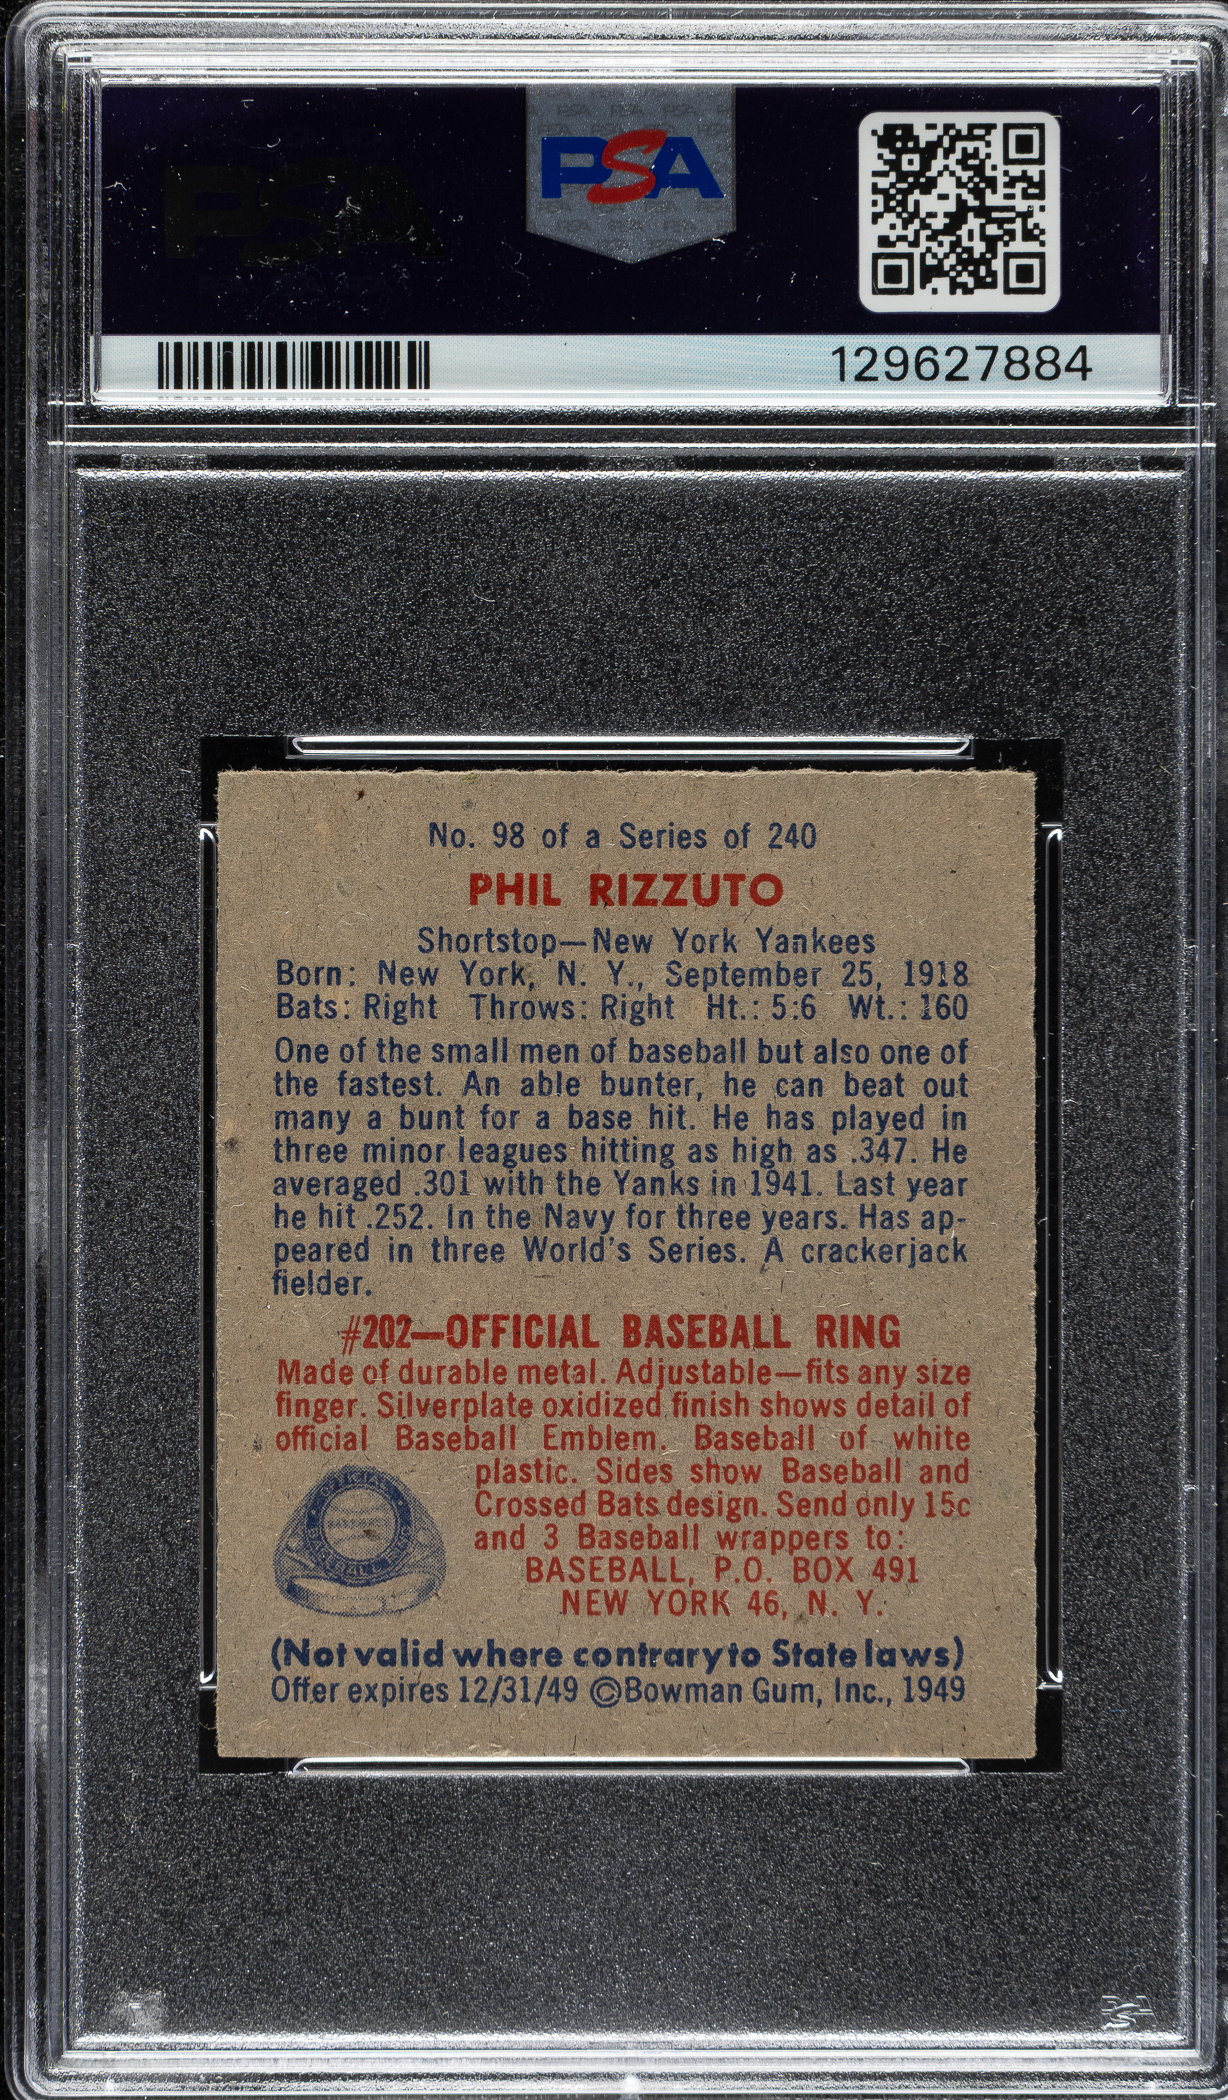 PSA
PSA
129627884
No. 98 of a Series of 240
PHIL RIZZUTO
Shortstop—New York Yankees
Born: New York, N. Y., September 25, 1918
Bats: Right Throws: Right Ht.: 5:6 Wt.: 160
One of the small men of baseball but also one of
the fastest. An able bunter, he can beat out
many a bunt for a base hit. He has played in
three minor leagues hitting as high as .347. He
averaged .301 with the Yanks in 1941. Last year
he hit .252. In the Navy for three years. Has ap-
peared in three World's Series. A crackerjack
fielder.
#202—OFFICIAL BASEBALL RING
Made of durable metal. Adjustable—fits any size
finger. Silverplate oxidized finish shows detail of
official Baseball Emblem. Baseball of white
plastic. Sides show Baseball and
Crossed Bats design. Send only 15c
and 3 Baseball wrappers to:
BASEBALL, P.O. BOX 491
NEW YORK 46, N. Y.
(Not valid where contrary to State laws)
Offer expires 12/31/49 ©Bowman Gum, Inc., 1949
PSA